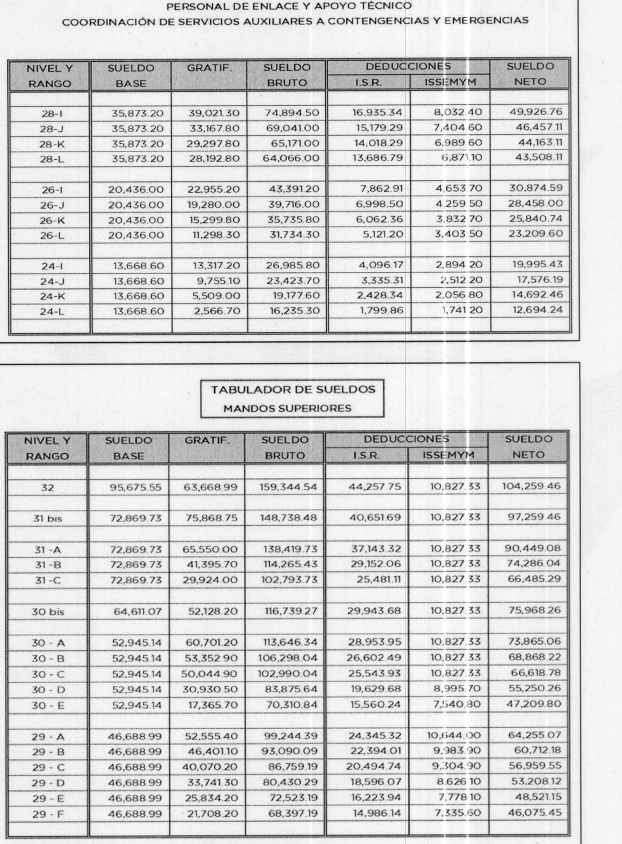 PERSONAL DE ENLACE Y APOYO TÉCNICO
COORDINACIÓN DE SERVICIOS AUXILIARES A CONTENGENCIAS Y EMERGENCIAS
NIVEL Y SUELDO GRATIF. SUELDO DEDUCCIONES SUELDO
RANGO BASE BRUTO I.S.R. ISSEMYM NETO
28-I 35,873.20 39,021.30 74,894.50 16,935.34 8,032.40 49,926.76
28-J 35,873.20 33,167.80 69,041.00 15,179.29 7,404.60 46,457.11
28-K 35,873.20 29,297.80 65,171.00 14,018.29 6,989.60 44,163.11
28-L 35,873.20 28,192.80 64,066.00 13,686.79 6,871.10 43,508.11
26-I 20,436.00 22,955.20 43,391.20 7,862.91 4,653.70 30,874.59
26-J 20,436.00 19,280.00 39,716.00 6,998.50 4,259.50 28,458.00
26-K 20,436.00 15,299.80 35,735.80 6,062.36 3,832.70 25,840.74
26-L 20,436.00 11,298.30 31,734.30 5,121.20 3,403.50 23,209.60
24-I 13,668.60 13,317.20 26,985.80 4,096.17 2,894.20 19,995.43
24-J 13,668.60 9,755.10 23,423.70 3,335.31 2,512.20 17,576.19
24-K 13,668.60 5,509.00 19,177.60 2,428.34 2,056.80 14,692.46
24-L 13,668.60 2,566.70 16,235.30 1,799.86 1,741.20 12,694.24
TABULADOR DE SUELDOS
MANDOS SUPERIORES
NIVEL Y SUELDO GRATIF. SUELDO DEDUCCIONES SUELDO
RANGO BASE BRUTO I.S.R. ISSEMYM NETO
32 95,675.55 63,668.99 159,344.54 44,257.75 10,827.33 104,259.46
31 bis 72,869.73 75,868.75 148,738.48 40,651.69 10,827.33 97,259.46
31 -A 72,869.73 65,550.00 138,419.73 37,143.32 10,827.33 90,449.08
31 -B 72,869.73 41,395.70 114,265.43 29,152.06 10,827.33 74,286.04
31 -C 72,869.73 29,924.00 102,793.73 25,481.11 10,827.33 66,485.29
30 bis 64,611.07 52,128.20 116,739.27 29,943.68 10,827.33 75,968.26
30 - A 52,945.14 60,701.20 113,646.34 28,953.95 10,827.33 73,865.06
30 - B 52,945.14 53,352.90 106,298.04 26,602.49 10,827.33 68,868.22
30 - C 52,945.14 50,044.90 102,990.04 25,543.93 10,827.33 66,618.78
30 - D 52,945.14 30,930.50 83,875.64 19,629.68 8,995.70 55,250.26
30 - E 52,945.14 17,365.70 70,310.84 15,560.24 7,540.80 47,209.80
29 - A 46,688.99 52,555.40 99,244.39 24,345.32 10,644.00 64,255.07
29 - B 46,688.99 46,401.10 93,090.09 22,394.01 9,983.90 60,712.18
29 - C 46,688.99 40,070.20 86,759.19 20,494.74 9,304.90 56,959.55
29 - D 46,688.99 33,741.30 80,430.29 18,596.07 8,626.10 53,208.12
29 - E 46,688.99 25,834.20 72,523.19 16,223.94 7,778.10 48,521.15
29 - F 46,688.99 21,708.20 68,397.19 14,986.14 7,335.60 46,075.45